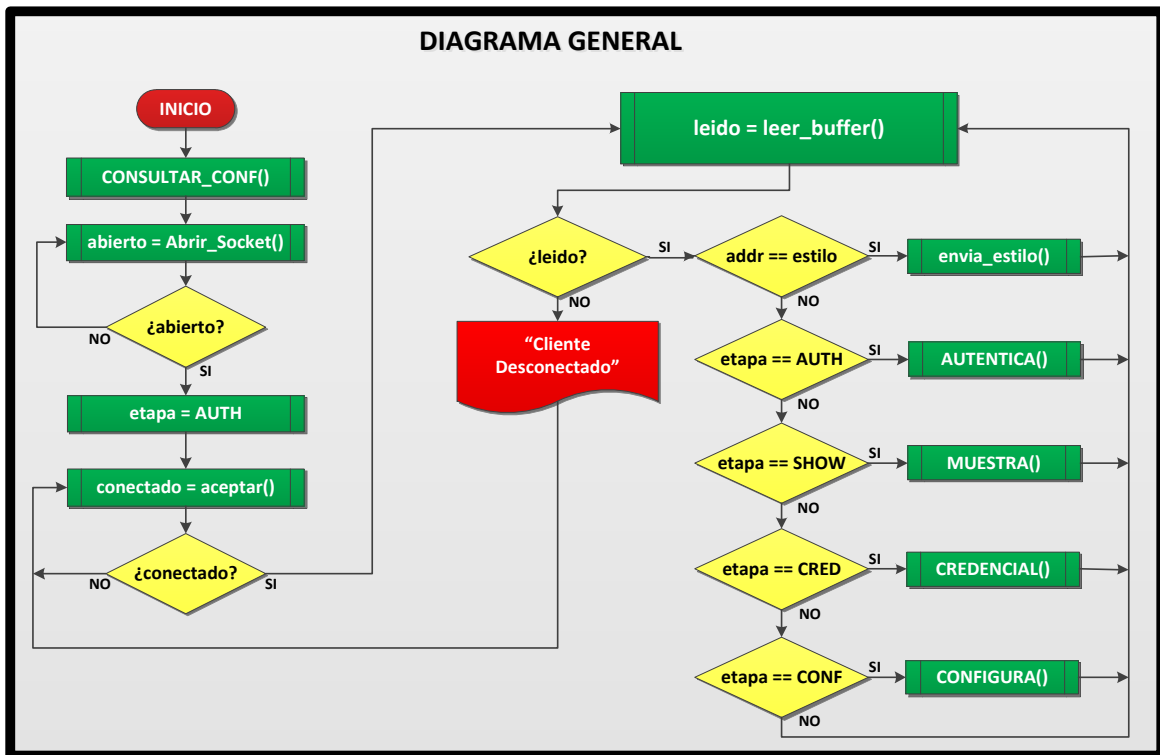 DIAGRAMA GENERAL
INICIO
CONSULTAR_CONF()
abierto = Abrir_Socket()
¿abierto?
NO
SI
etapa = AUTH
conectado = aceptar()
¿conectado?
NO
SI
leido = leer_buffer()
¿leido?
SI
NO
“Cliente
Desconectado”
addr == estilo
SI
envia_estilo()
NO
etapa == AUTH
SI
AUTENTICA()
NO
etapa == SHOW
SI
MUESTRA()
NO
etapa == CRED
SI
CREDENCIAL()
NO
etapa == CONF
SI
CONFIGURA()
NO